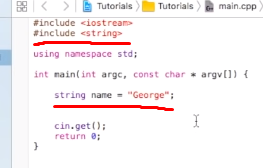 Tutorials Tutorials main.cpp
#include <iostream>
#include <string>
using namespace std;
int main(int argc, const char * argv[]) {
string name = "George";
cin.get();
return 0;
}